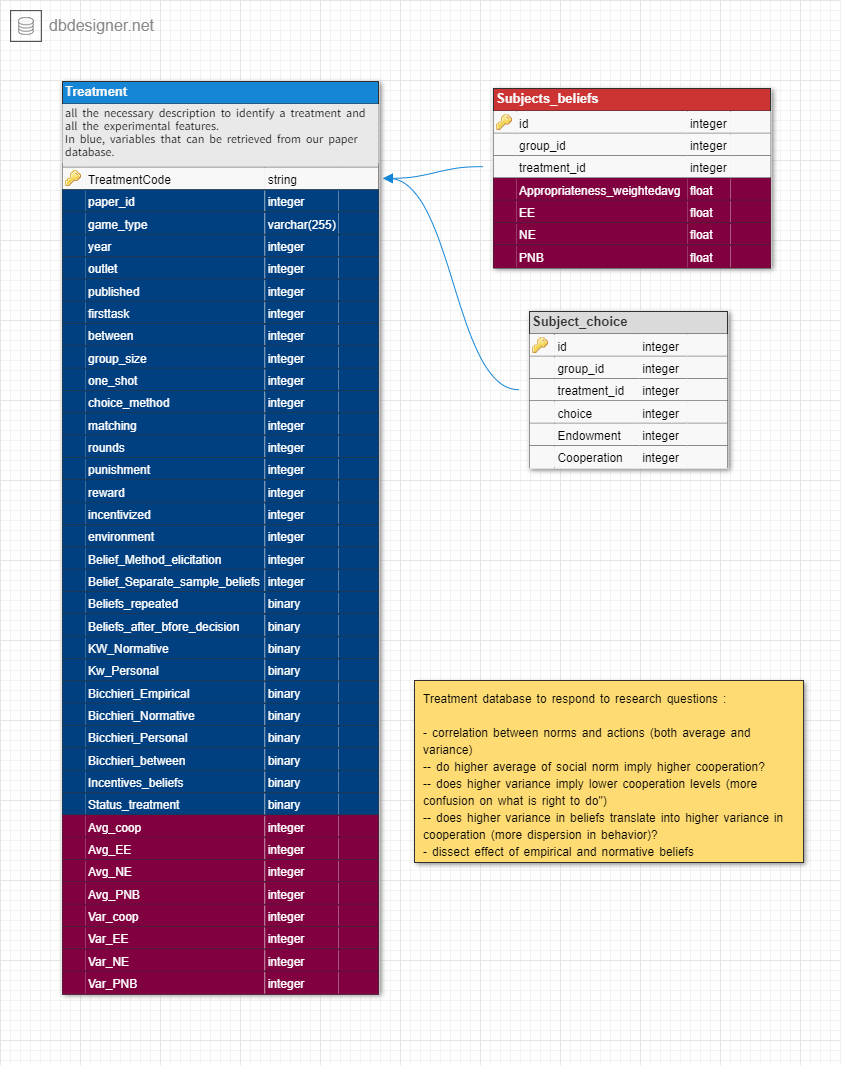 dbdesigner.net
Treatment
all the necessary description to identify a treatment and
all the experimental features.
In blue, variables that can be retrieved from our paper
database.
TreatmentCode string
paper_id integer
game_type varchar(255)
year integer
outlet integer
published integer
firsttask integer
between integer
group_size integer
one_shot integer
choice_method integer
matching integer
rounds integer
punishment integer
reward integer
incentivized integer
environment integer
Belief_Method_elicitation integer
Belief_Separate_sample_beliefs integer
Beliefs_repeated binary
Beliefs_after_bfore_decision binary
KW_Normative binary
Kw_Personal binary
Bicchieri_Empirical binary
Bicchieri_Normative binary
Bicchieri_Personal binary
Bicchieri_between binary
Incentives_beliefs binary
Status_treatment binary
Avg_coop integer
Avg_EE integer
Avg_NE integer
Avg_PNB integer
Var_coop integer
Var_EE integer
Var_NE integer
Var_PNB integer
Subjects_beliefs
id integer
group_id integer
treatment_id integer
Appropriateness_weightedavg float
EE float
NE float
PNB float
Subject_choice
id integer
group_id integer
treatment_id integer
choice integer
Endowment integer
Cooperation integer
Treatment database to respond to research questions :
- correlation between norms and actions (both average and
variance)
-- do higher average of social norm imply higher cooperation?
-- does higher variance imply lower cooperation levels (more
confusion on what is right to do")
-- does higher variance in beliefs translate into higher variance in
cooperation (more dispersion in behavior)?
- dissect effect of empirical and normative beliefs